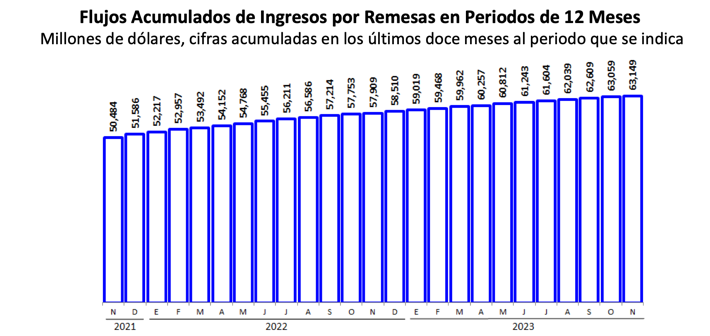 Flujos Acumulados de Ingresos por Remesas en Periodos de 12 Meses
Millones de dólares, cifras acumuladas en los últimos doce meses al periodo que se indica
50,484 51,586 52,217 52,957 53,492 54,152 54,768 55,455 56,211 56,586 57,214 57,753 57,909 58,510 59,019 59,468 59,962 60,257 60,812 61,243 61,604 62,039 62,609 63,059 63,149
N D E F M A M J J A S O N D E F M A M J J A S O N
2021 2022 2023